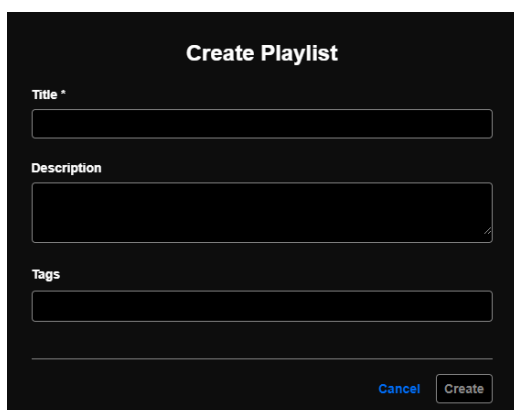 Create Playlist
Title *
Description
Tags
Cancel Create